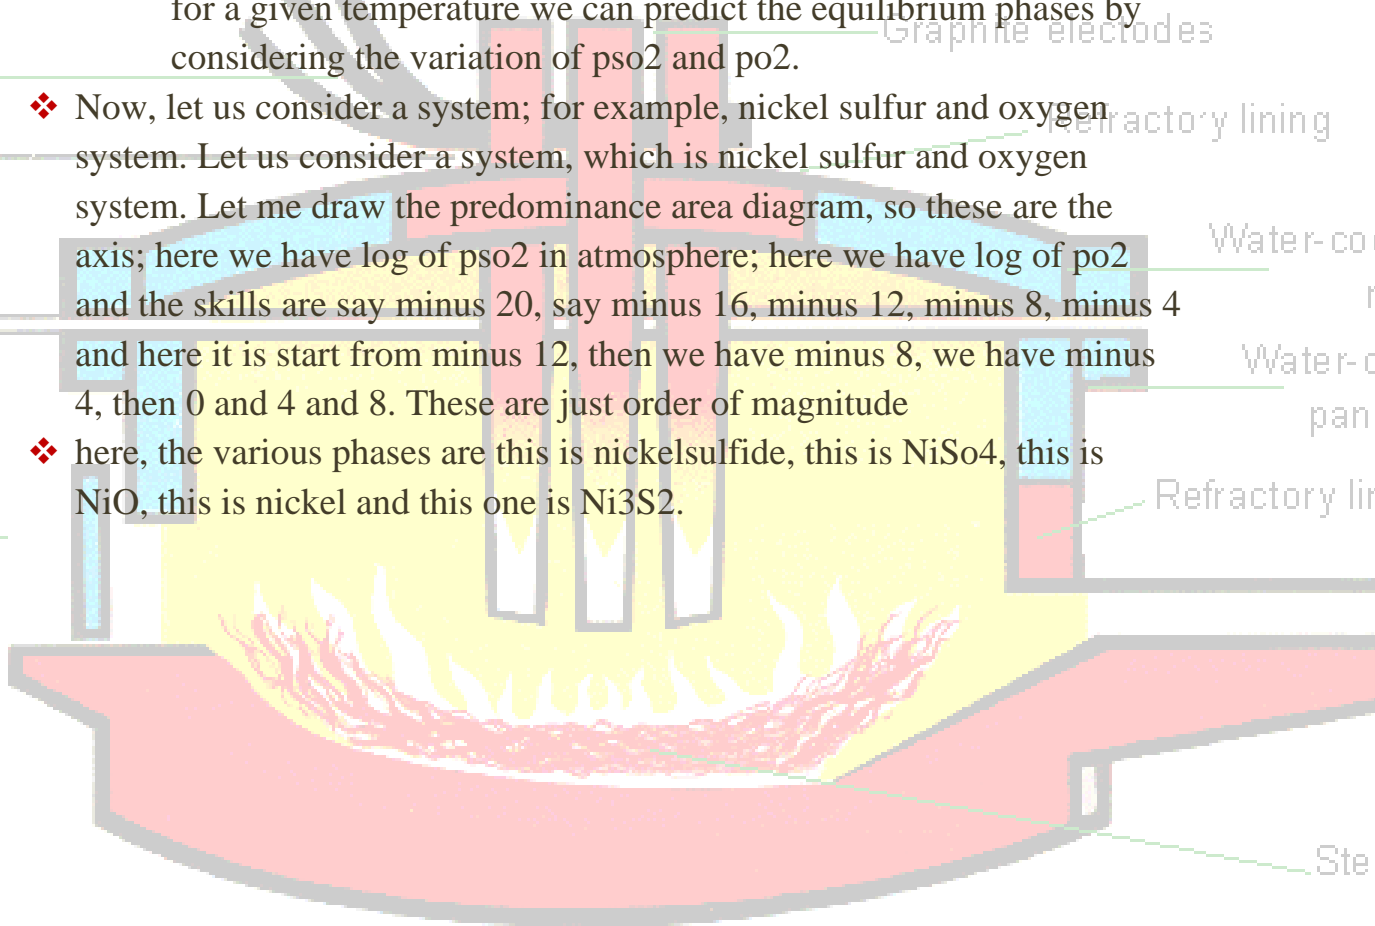 for a given temperature we can predict the equilibrium phases by
Graphite electodes
considering the variation of pso2 and po2.
❖ Now, let us consider a system; for example, nickel sulfur and oxygen
Refractory lining
system. Let us consider a system, which is nickel sulfur and oxygen
system. Let me draw the predominance area diagram, so these are the
Water-coo
axis; here we have log of pso2 in atmosphere; here we have log of po2
and the skills are say minus 20, say minus 16, minus 12, minus 8, minus 4
and here it is start from minus 12, then we have minus 8, we have minus
Water-c
4, then 0 and 4 and 8. These are just order of magnitude
pan
❖ here, the various phases are this is nickelsulfide, this is NiSo4, this is
Refractory lin
NiO, this is nickel and this one is Ni3S2.
Ste